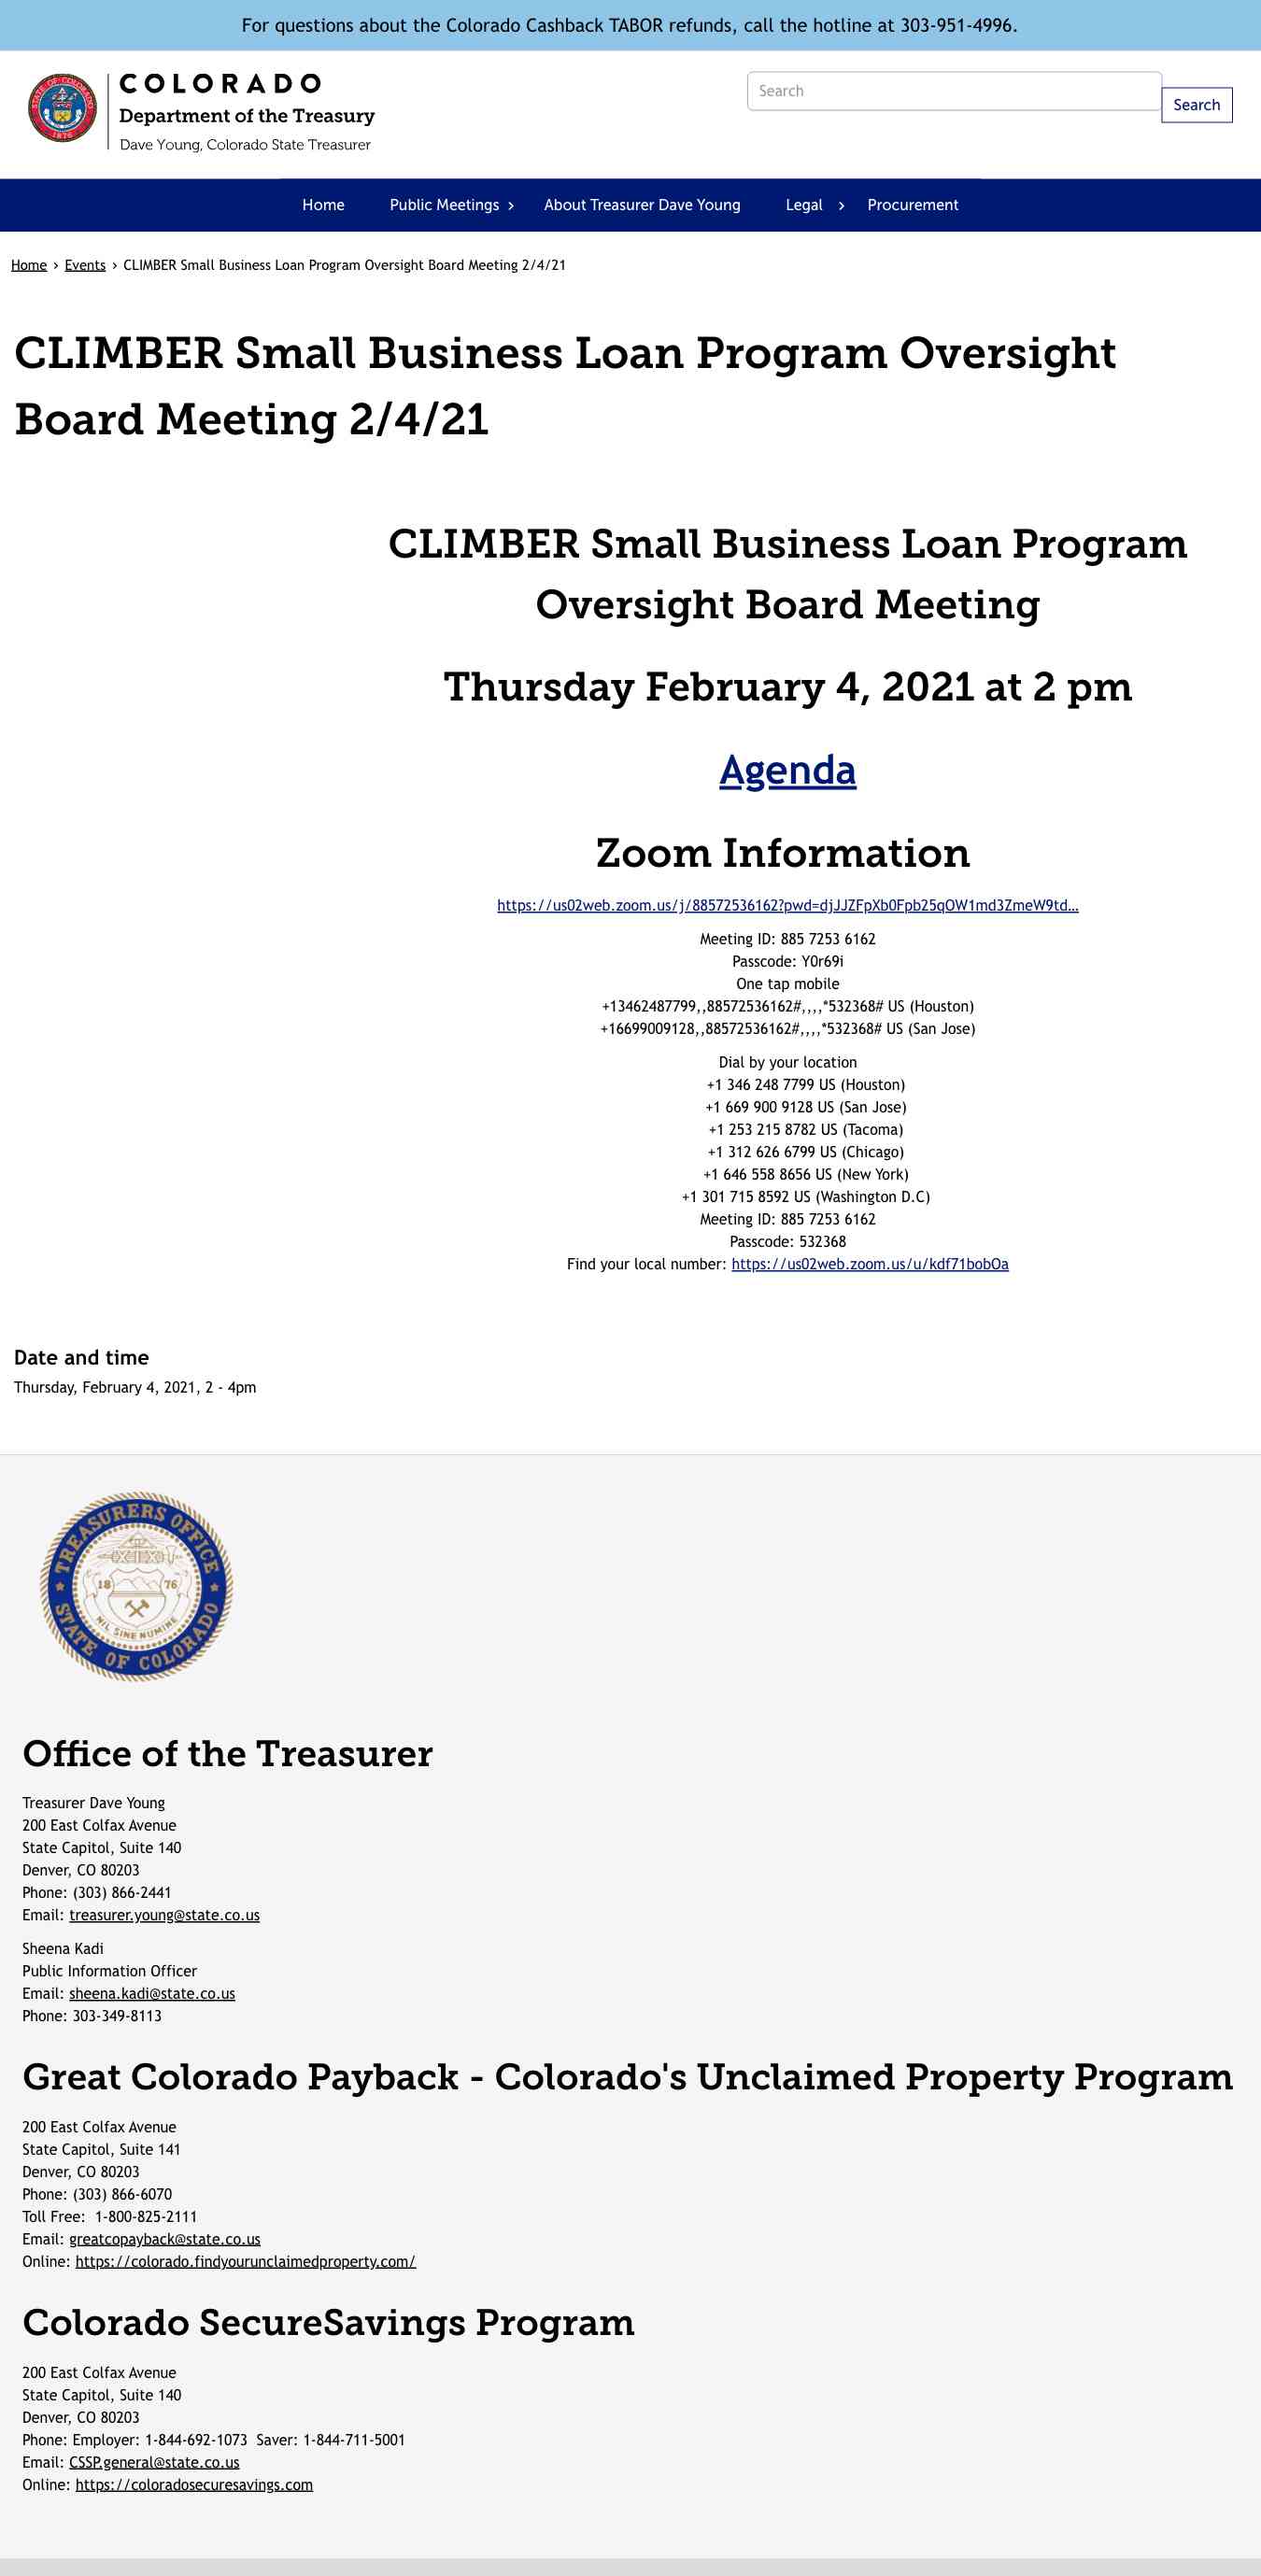 For questions about the Colorado Cashback TABOR refunds, call the hotline at 303-951-4996.
STATE OF COLORADO
1876
COLORADO
Department of the Treasury
Dave Young, Colorado State Treasurer
Search
Search
Home
Public Meetings
About Treasurer Dave Young
Legal
Procurement
Home › Events › CLIMBER Small Business Loan Program Oversight Board Meeting 2/4/21
CLIMBER Small Business Loan Program Oversight
Board Meeting 2/4/21
CLIMBER Small Business Loan Program
Oversight Board Meeting
Thursday February 4, 2021 at 2 pm
Agenda
Zoom Information
https://us02web.zoom.us/j/88572536162?pwd=djJJZFpXb0Fpb25qOW1md3ZmeW9td…
Meeting ID: 885 7253 6162
Passcode: Y0r69i
One tap mobile
+13462487799,,88572536162#,,,,*532368# US (Houston)
+16699009128,,88572536162#,,,,*532368# US (San Jose)
Dial by your location
+1 346 248 7799 US (Houston)
+1 669 900 9128 US (San Jose)
+1 253 215 8782 US (Tacoma)
+1 312 626 6799 US (Chicago)
+1 646 558 8656 US (New York)
+1 301 715 8592 US (Washington D.C)
Meeting ID: 885 7253 6162
Passcode: 532368
Find your local number: https://us02web.zoom.us/u/kdf71bobOa
Date and time
Thursday, February 4, 2021, 2 - 4pm
TREASURERS OFFICE
18 76
NIL SINE NUMINE
STATE OF COLORADO
Office of the Treasurer
Treasurer Dave Young
200 East Colfax Avenue
State Capitol, Suite 140
Denver, CO 80203
Phone: (303) 866-2441
Email: treasurer.young@state.co.us
Sheena Kadi
Public Information Officer
Email: sheena.kadi@state.co.us
Phone: 303-349-8113
Great Colorado Payback - Colorado's Unclaimed Property Program
200 East Colfax Avenue
State Capitol, Suite 141
Denver, CO 80203
Phone: (303) 866-6070
Toll Free:  1-800-825-2111
Email: greatcopayback@state.co.us
Online: https://colorado.findyourunclaimedproperty.com/
Colorado SecureSavings Program
200 East Colfax Avenue
State Capitol, Suite 140
Denver, CO 80203
Phone: Employer: 1-844-692-1073  Saver: 1-844-711-5001
Email: CSSP.general@state.co.us
Online: https://coloradosecuresavings.com